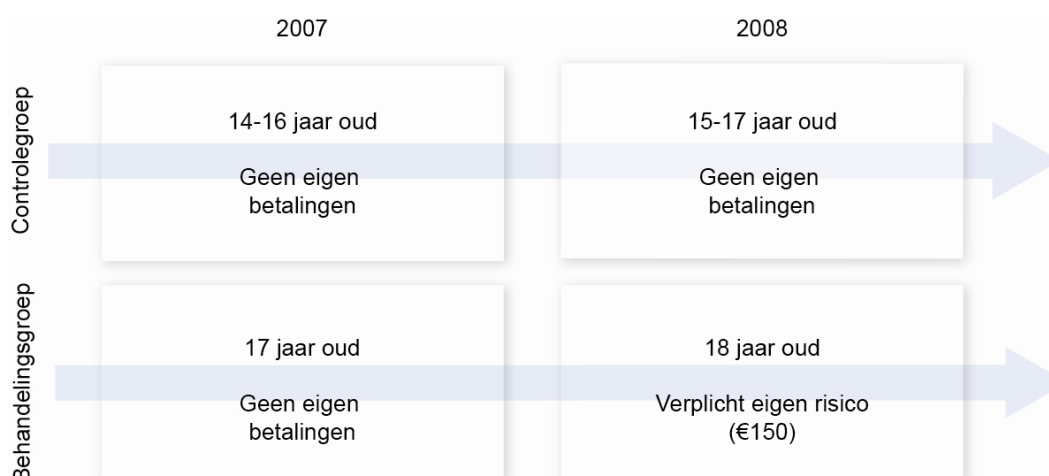 2007
2008
Controlegroep
14-16 jaar oud
Geen eigen
betalingen
15-17 jaar oud
Geen eigen
betalingen
Behandelingsgroep
17 jaar oud
Geen eigen
betalingen
18 jaar oud
Verplicht eigen risico
(€150)